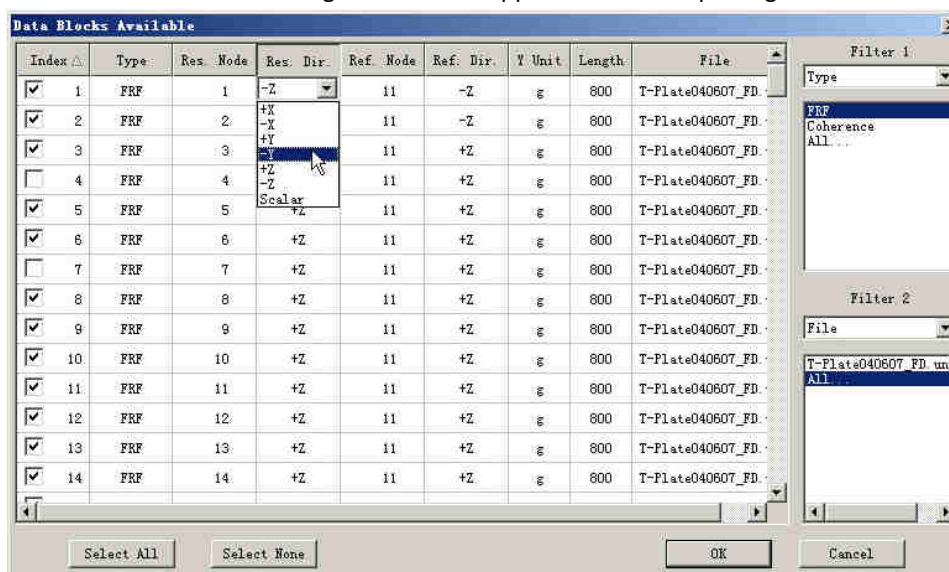 Data Blocks Available
Index Type Res. Node Res. Dir. Ref. Node Ref. Dir. Y Unit Length File
1 FRF 1 -Z 11 -Z g 800 T-Plate040607_FD.
2 FRF 2 11 -Z g 800 T-Plate040607_FD.
3 FRF 3 11 +Z g 800 T-Plate040607_FD.
4 FRF 4 11 +Z g 800 T-Plate040607_FD.
5 FRF 5 +Z 11 +Z g 800 T-Plate040607_FD.
6 FRF 6 +Z 11 +Z g 800 T-Plate040607_FD.
7 FRF 7 +Z 11 +Z g 800 T-Plate040607_FD.
8 FRF 8 +Z 11 +Z g 800 T-Plate040607_FD.
9 FRF 9 +Z 11 +Z g 800 T-Plate040607_FD.
10 FRF 10 +Z 11 +Z g 800 T-Plate040607_FD.
11 FRF 11 +Z 11 +Z g 800 T-Plate040607_FD.
12 FRF 12 +Z 11 +Z g 800 T-Plate040607_FD.
13 FRF 13 +Z 11 +Z g 800 T-Plate040607_FD.
14 FRF 14 +Z 11 +Z g 800 T-Plate040607_FD.
+X
-X
+Y
-Y
+Z
-Z
Scalar
Filter 1
Type
FRF
Coherence
All...
Filter 2
File
T-Plate040607_FD.un
All...
Select All Select None OK Cancel